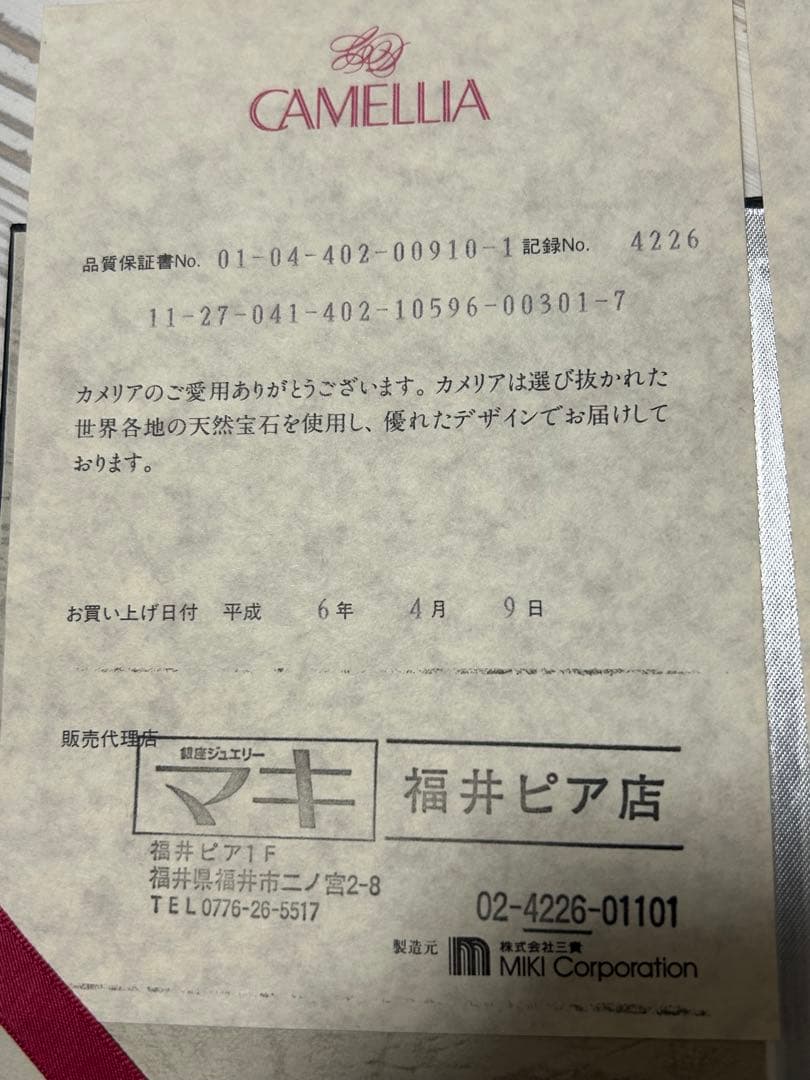 CAMELLIA
品質保証書No. 01-04-402-00910-1 記録No. 4226
11-27-041-402-10596-00301-7
カメリアのご愛用ありがとうございます。カメリアは選び抜かれた
世界各地の天然宝石を使用し、優れたデザインでお届けして
おります。
お買い上げ日付 平成 6年 4月 9日
販売代理店
銀座ジュエリー
マキ 福井ピア店
福井ピア1F
福井県福井市二ノ宮2-8
TEL0776-26-5517
02-4226-01101
製造元 株式会社三貴
MIKI Corporation